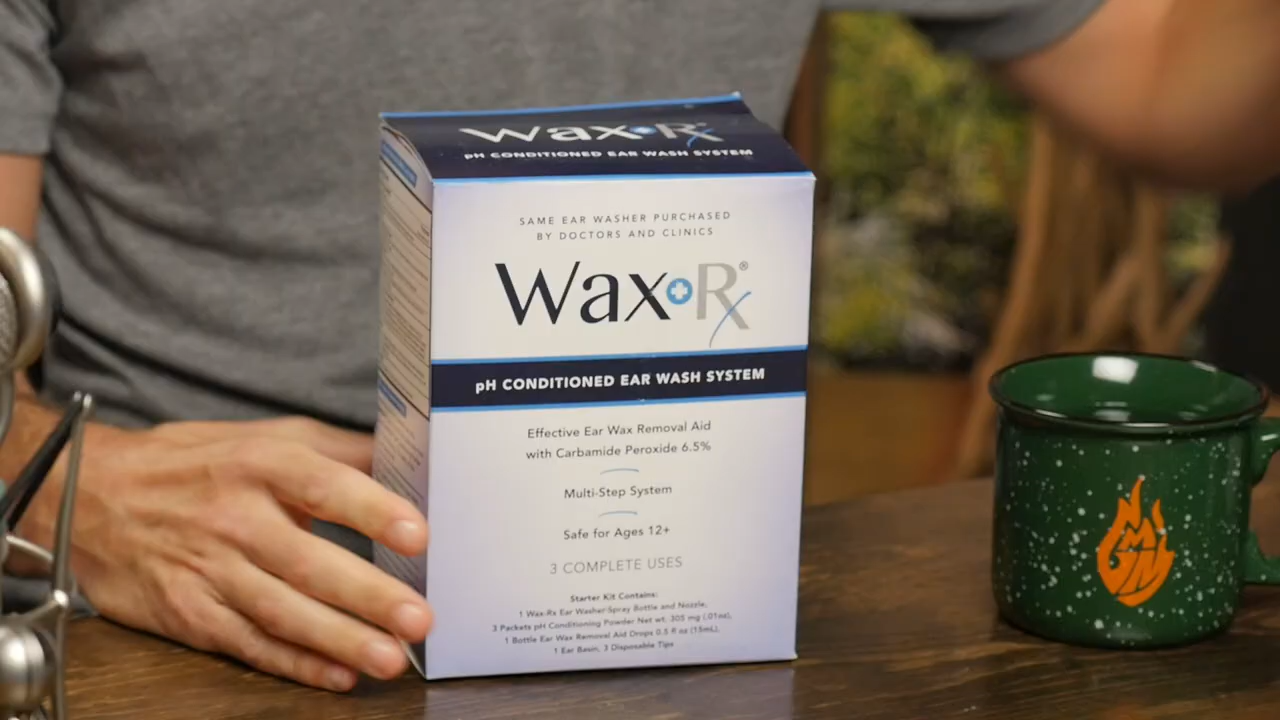 Wax Rx
pH CONDITIONED EAR WASH SYSTEM
SAME EAR WASHER PURCHASED
BY DOCTORS AND CLINICS
Wax Rx®
pH CONDITIONED EAR WASH SYSTEM
Effective Ear Wax Removal Aid
with Carbamide Peroxide 6.5%
Multi-Step System
Safe for Ages 12+
3 COMPLETE USES
Starter Kit Contains:
1 Wax-Rx Ear Washer-Spray Bottle and Nozzle,
3 Packets pH Conditioning Powder Net wt. 305 mg (.01oz),
1 Bottle Ear Wax Removal Aid Drops 0.5 fl oz (15mL),
1 Ear Basin, 3 Disposable Tips